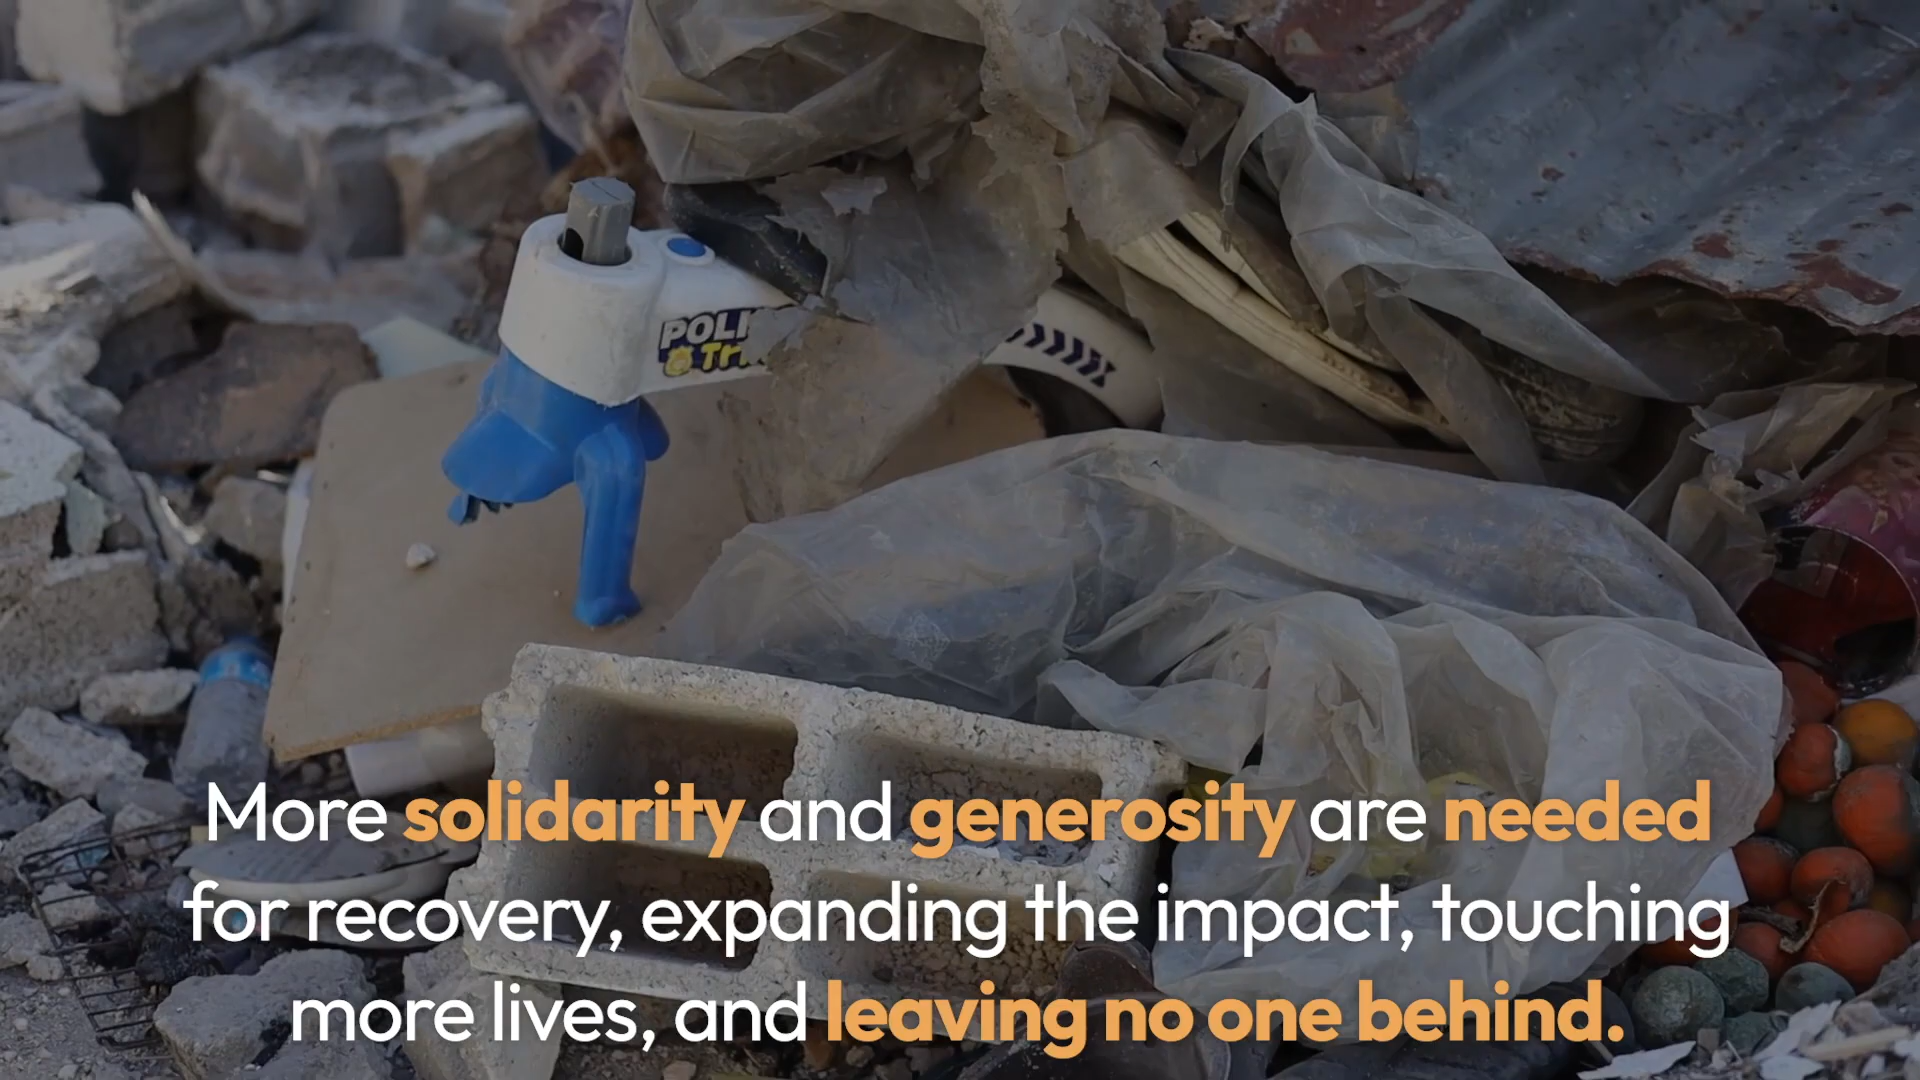 POLI
More solidarity and generosity are needed
for recovery, expanding the impact, touching
more lives, and leaving no one behind.